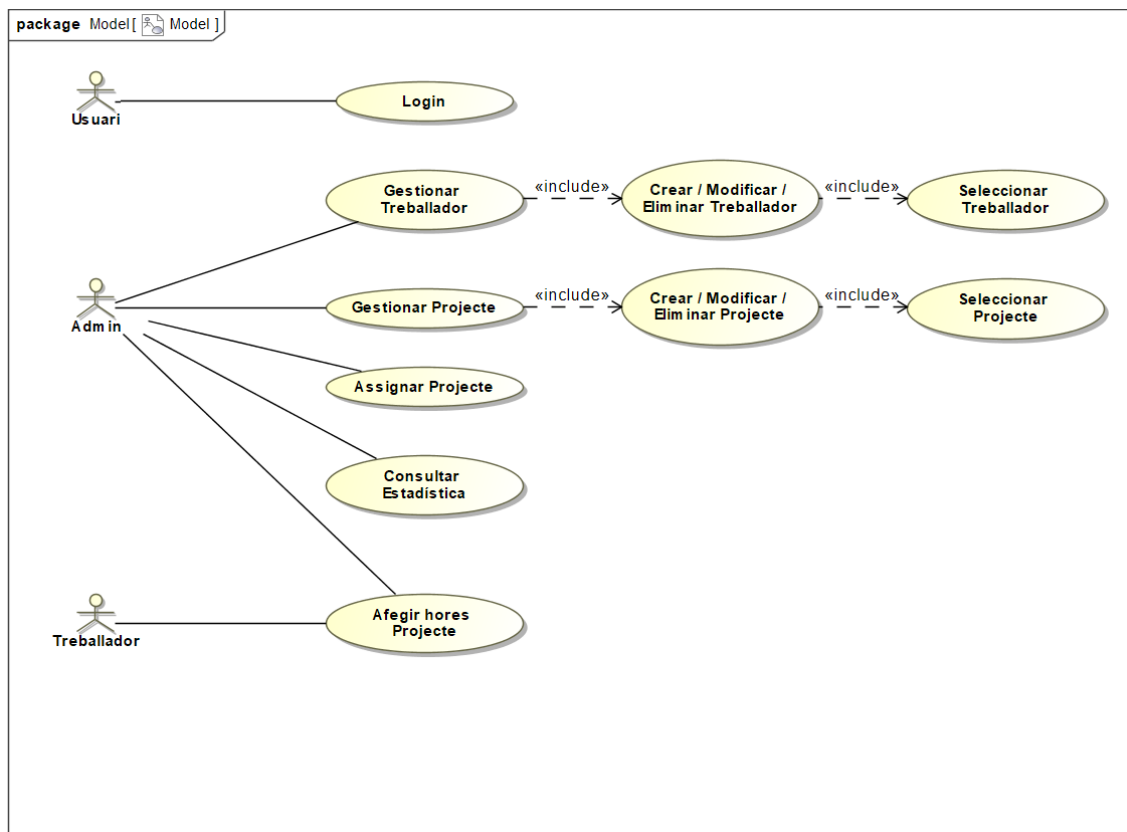 package Model[ Model ]
Usuari
Login
Gestionar
Treballador
«include»
Crear / Modificar /
Eliminar Treballador
«include»
Seleccionar
Treballador
Admin
Gestionar Projecte
«include»
Crear / Modificar /
Eliminar Projecte
«include»
Seleccionar
Projecte
Assignar Projecte
Consultar
Estadística
Treballador
Afegir hores
Projecte